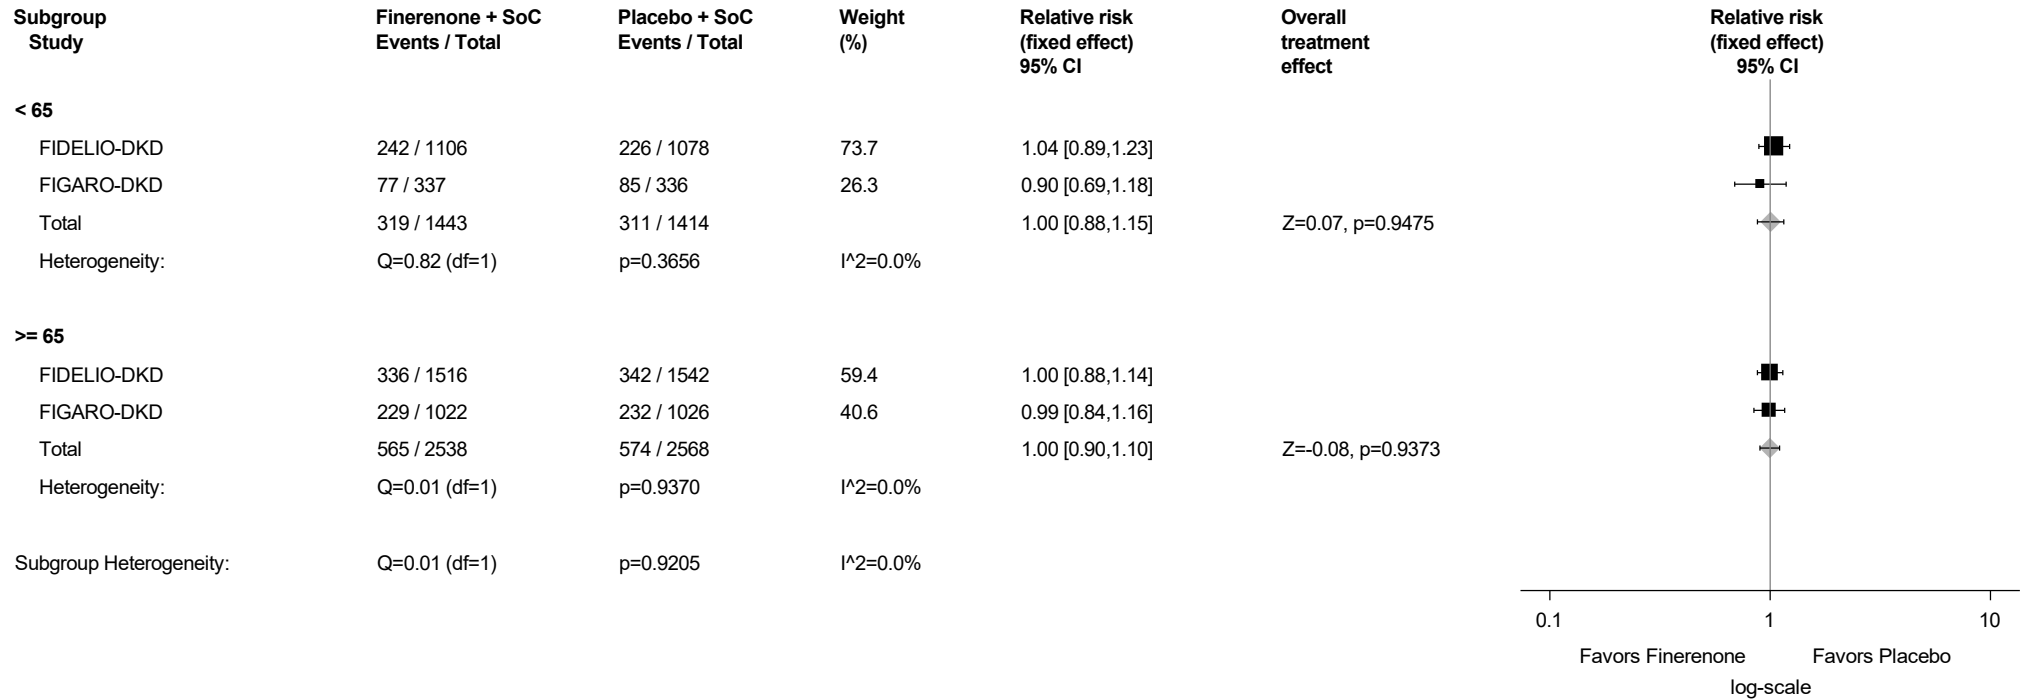 Subgroup Finerenone + SoC Placebo + SoC Weight Relative risk Overall Relative risk
Study Events / Total Events / Total (%) (fixed effect) treatment (fixed effect)
95% CI effect 95% CI
< 65
FIDELIO-DKD 242 / 1106 226 / 1078 73.7 1.04 [0.89,1.23]
FIGARO-DKD 77 / 337 85 / 336 26.3 0.90 [0.69,1.18]
Total 319 / 1443 311 / 1414 1.00 [0.88,1.15] Z=0.07, p=0.9475
Heterogeneity: Q=0.82 (df=1) p=0.3656 I^2=0.0%
>= 65
FIDELIO-DKD 336 / 1516 342 / 1542 59.4 1.00 [0.88,1.14]
FIGARO-DKD 229 / 1022 232 / 1026 40.6 0.99 [0.84,1.16]
Total 565 / 2538 574 / 2568 1.00 [0.90,1.10] Z=-0.08, p=0.9373
Heterogeneity: Q=0.01 (df=1) p=0.9370 I^2=0.0%
Subgroup Heterogeneity: Q=0.01 (df=1) p=0.9205 I^2=0.0%
0.1 1 10
Favors Finerenone Favors Placebo
log-scale